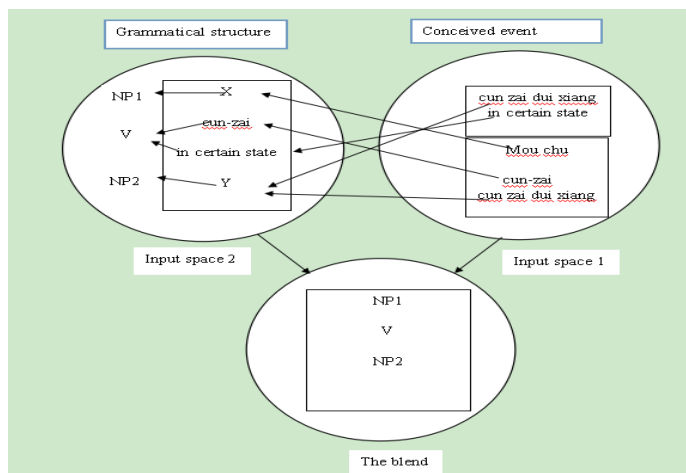 Grammatical structure
Conceived event
NP1
X
V
eun-zai
in certain state
NP2
Y
cun zai dui xiang
in certain state
Mou chu
cun-zai
cun zai dui xiang
Input space 2
Input space 1
NP1
V
NP2
The blend